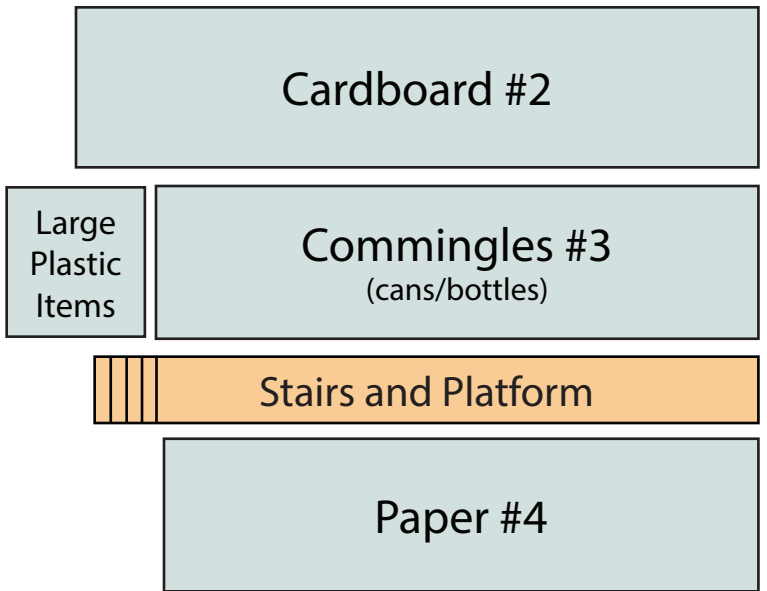 Cardboard #2
Large
Plastic
Items
Commingles #3
(cans/bottles)
Stairs and Platform
Paper #4